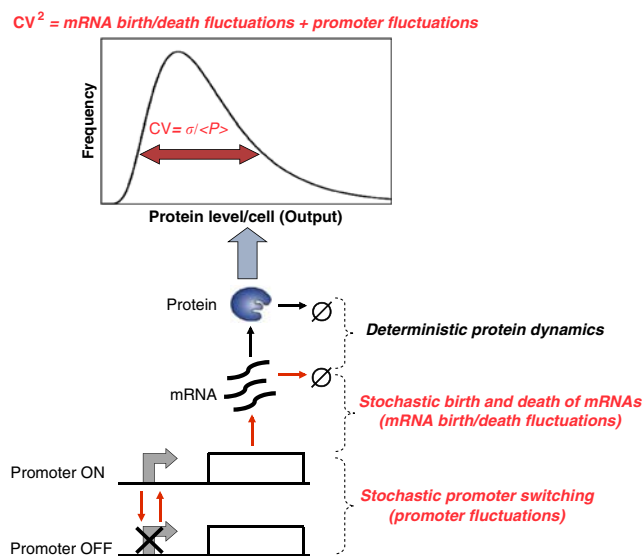 CV² = mRNA birth/death fluctuations + promoter fluctuations
Frequency
CV= σ/<P>
Protein level/cell (Output)
Protein
∅
Deterministic protein dynamics
mRNA
∅
Stochastic birth and death of mRNAs
(mRNA birth/death fluctuations)
Promoter ON
Stochastic promoter switching
(promoter fluctuations)
Promoter OFF